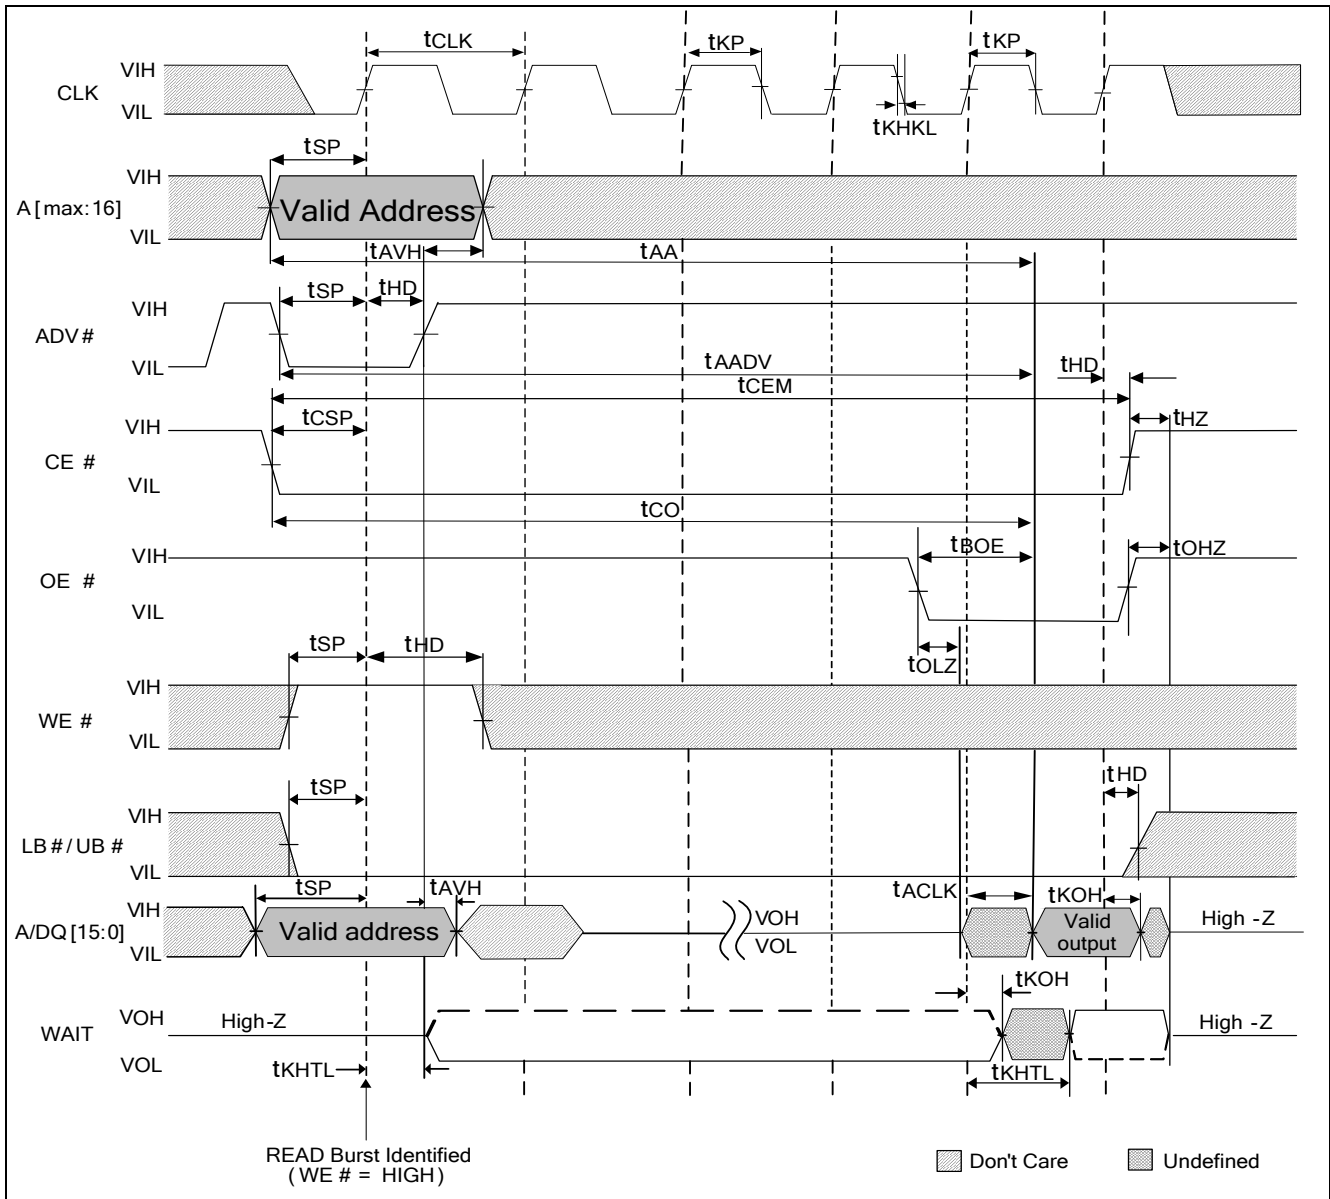 tCLK
tKP
tKP
VIH
CLK
VIL
tKHKL
tSP
VIH
A[max:16]
Valid Address
VIL
tAVH
tAA
tSP
tHD
VIH
ADV#
VIL
tAADV
tHD
tCEM
tCSP
tHZ
VIH
CE #
VIL
tCO
tBOE
tOHZ
VIH
OE #
VIL
tSP
tHD
tOLZ
VIH
WE #
VIL
tSP
tHD
VIH
LB#/UB#
VIL
tSP
tAVH
tACLK
tKOH
VIH
A/DQ[15:0]
Valid address
VOH
Valid output
High -Z
VIL
VOL
tKOH
VOH
High-Z
High -Z
WAIT
VOL
tKHTL
tKHTL
READ Burst Identified
(WE # = HIGH)
Don't Care
Undefined